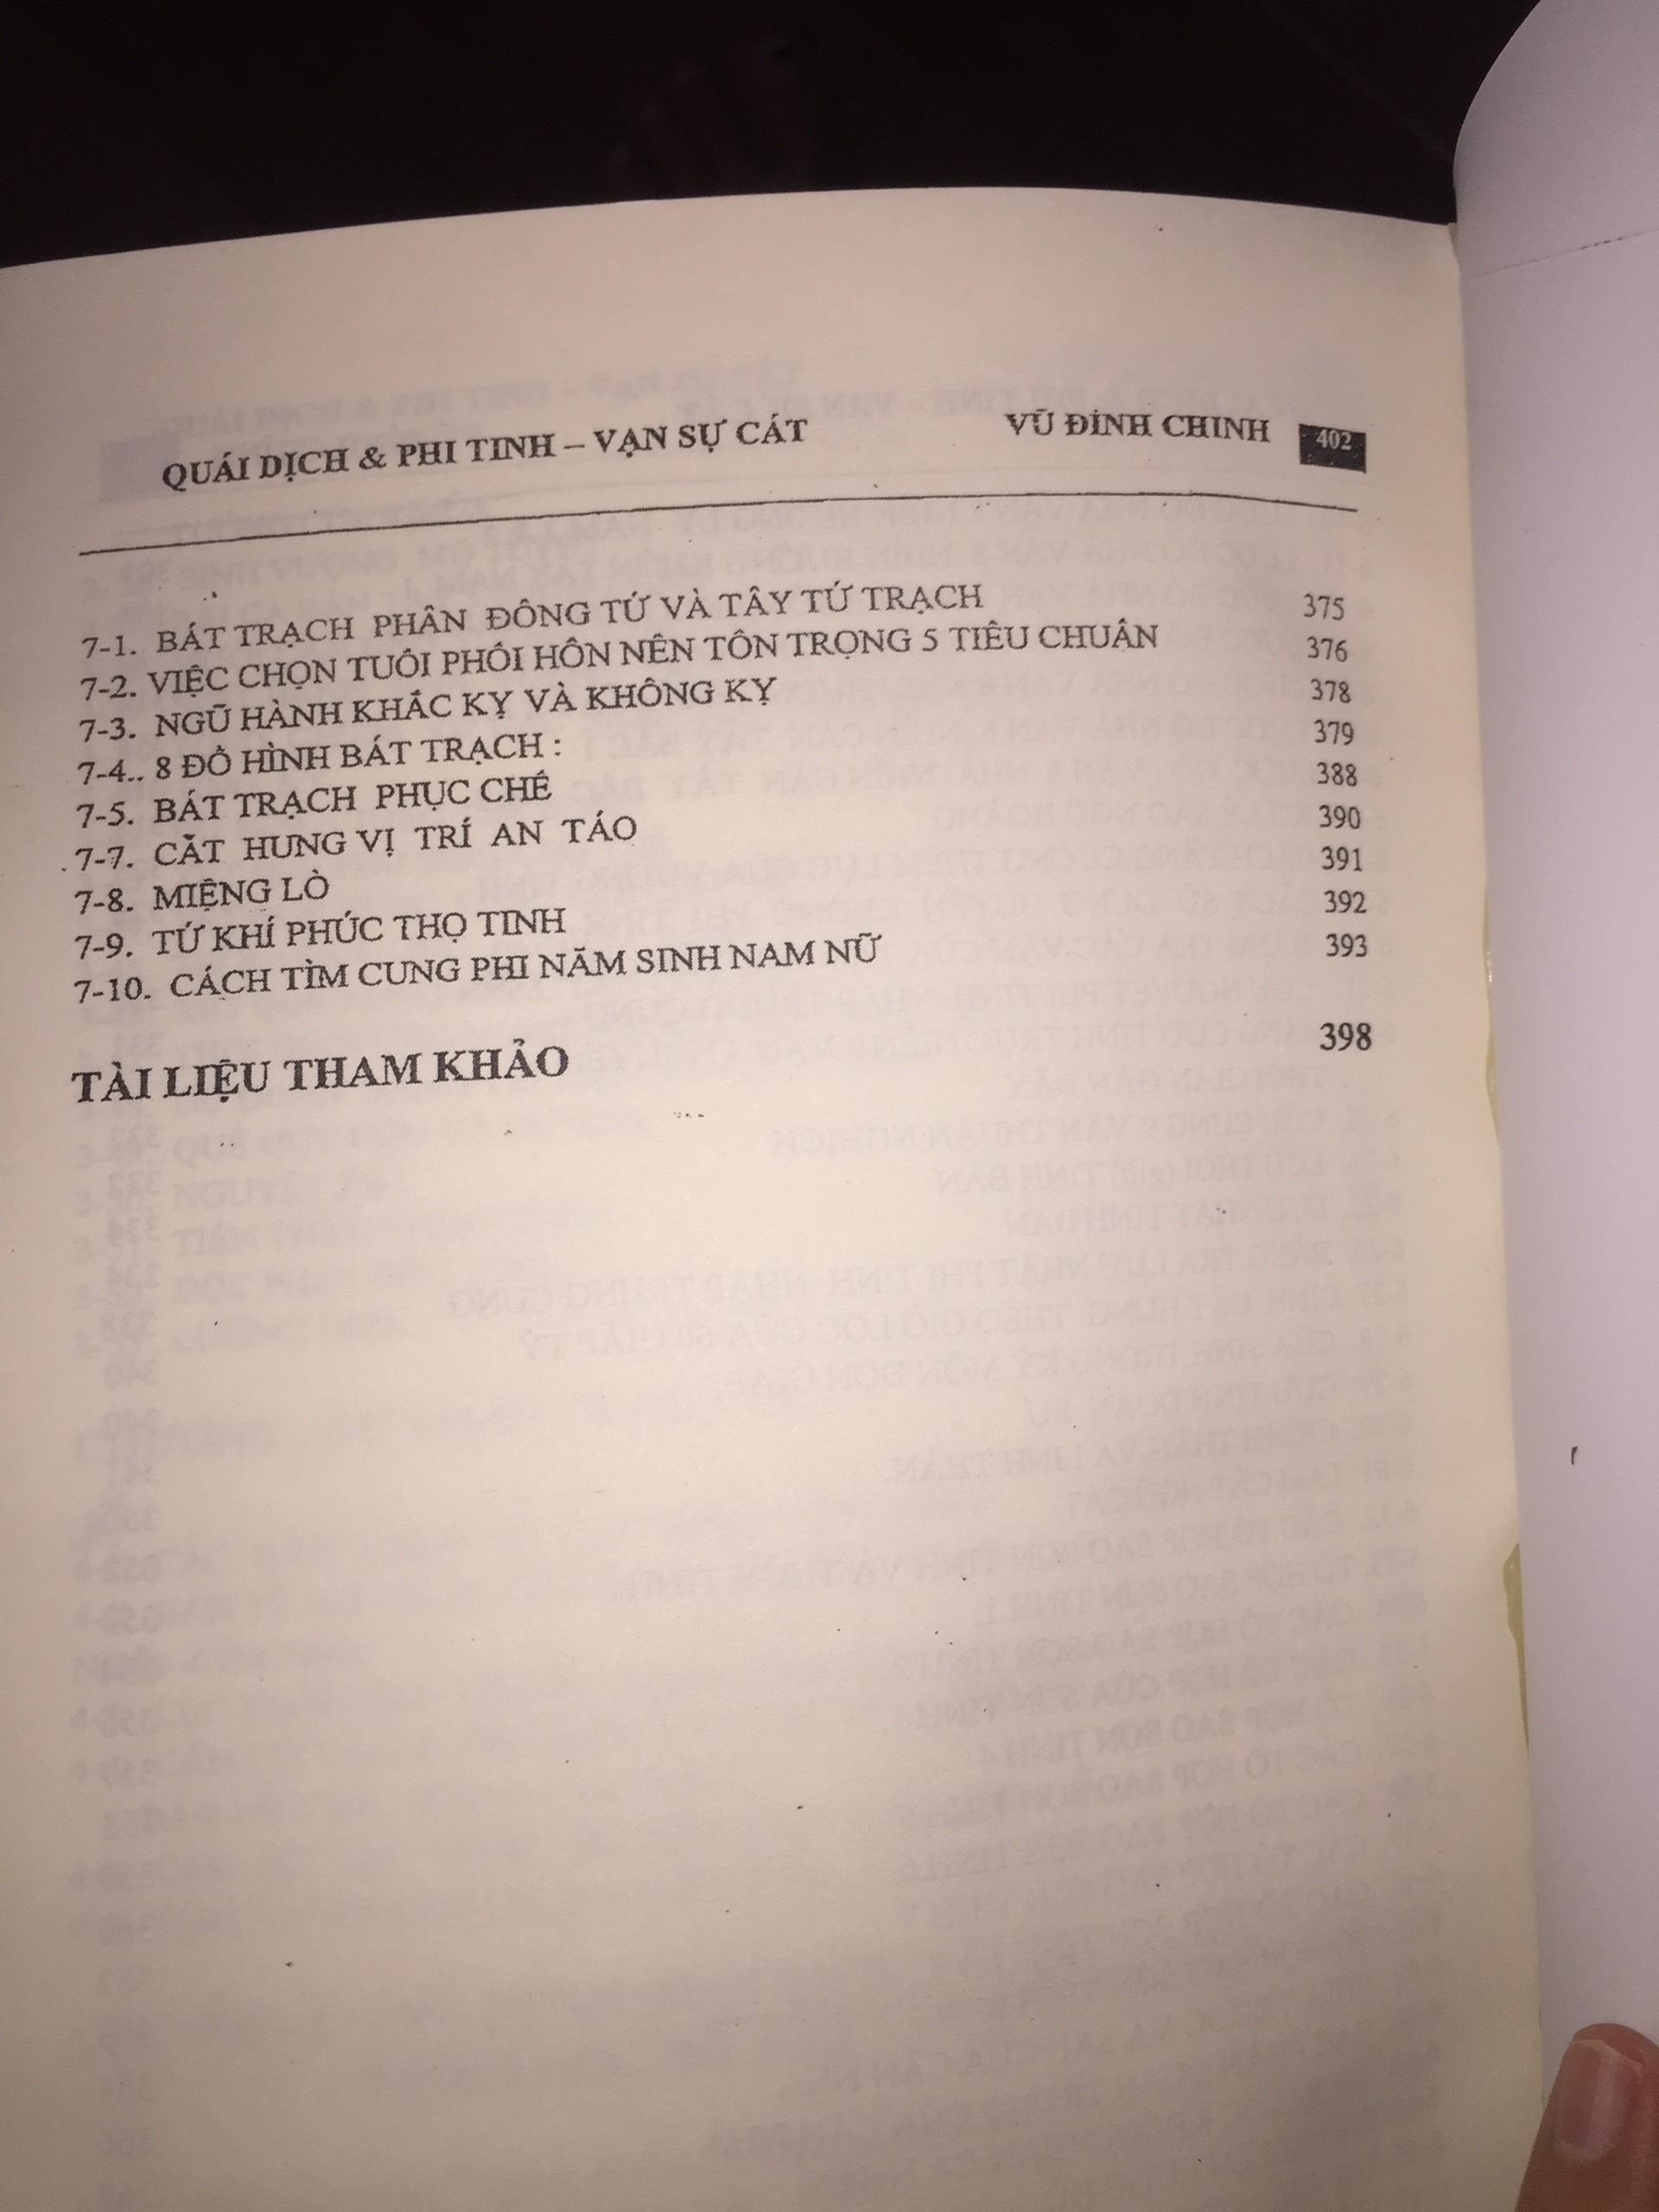 QUÁI DỊCH & PHI TINH – VẠN SỰ CÁT VŨ ĐÌNH CHINH 402
7-1. BÁT TRẠCH PHÂN ĐÔNG TỨ VÀ TÂY TỨ TRẠCH 375
7-2. VIỆC CHỌN TUỔI PHỐI HÔN NÊN TÔN TRỌNG 5 TIÊU CHUẨN 376
7-3. NGŨ HÀNH KHẮC KỴ VÀ KHÔNG KỴ 378
7-4.. 8 ĐỒ HÌNH BÁT TRẠCH : 379
7-5. BÁT TRẠCH PHỤC CHẾ 388
7-7. CÁT HUNG VỊ TRÍ AN TÁO 390
7-8. MIỆNG LÒ 391
7-9. TỨ KHÍ PHÚC THỌ TINH 392
7-10. CÁCH TÌM CUNG PHI NĂM SINH NAM NỮ 393
TÀI LIỆU THAM KHẢO 398